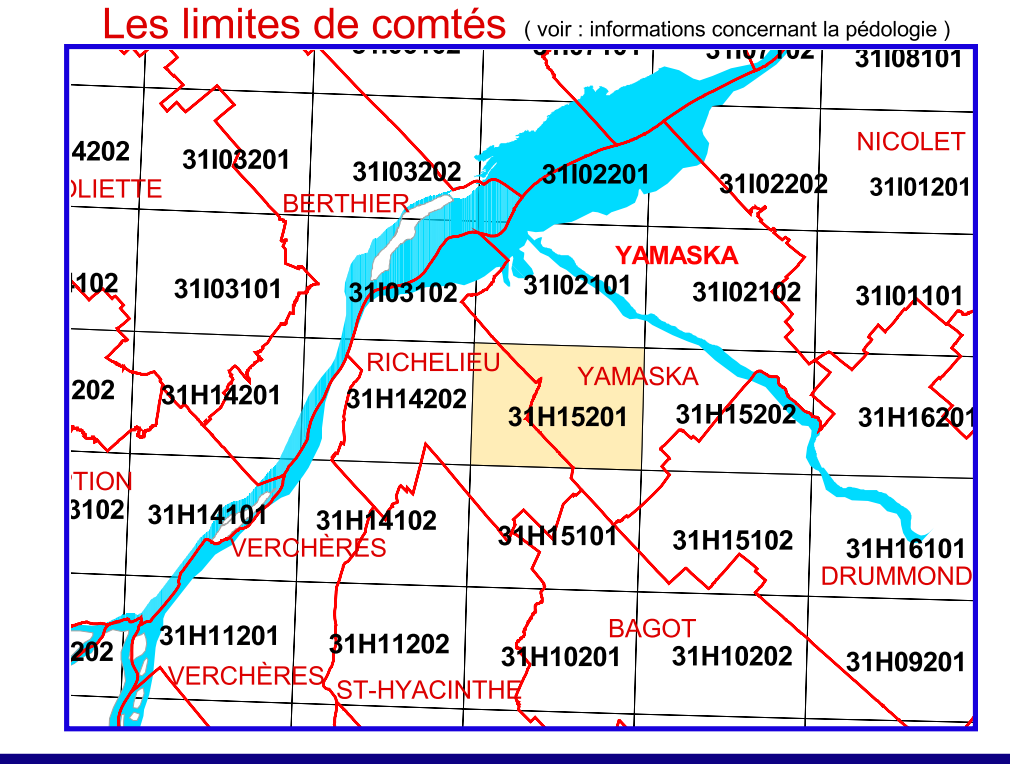 Les limites de comtés ( voir : informations concernant la pédologie )
31I07102
31I08101
4202
31I03201
31I03202
31I02201
31I02202
NICOLET
31I01201
OLIETTE
BERTHIER
YAMASKA
102
31I03101
31I03102
31I02101
31I02102
31I01101
RICHELIEU
YAMASKA
202
31H14201
31H14202
31H15201
31H15202
31H16201
TION
3102
31H14101
31H14102
31H15101
31H15102
31H16101
VERCHÈRES
DRUMMOND
BAGOT
202
31H11201
31H11202
31H10201
31H10202
31H09201
VERCHÈRES
ST-HYACINTHE